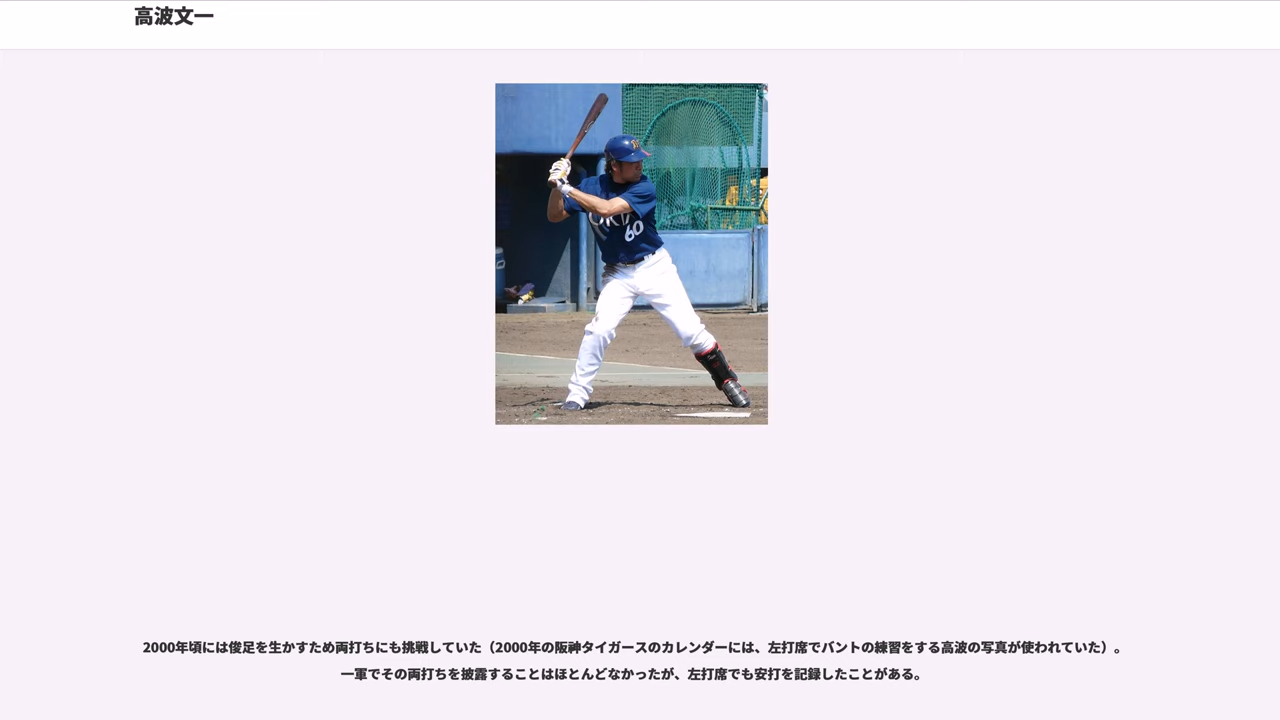 高波文一
60
2000年頃には俊足を生かすため両打ちにも挑戦していた（2000年の阪神タイガースのカレンダーには、左打席でバントの練習をする高波の写真が使われていた）。
一軍でその両打ちを披露することはほとんどなかったが、左打席でも安打を記録したことがある。